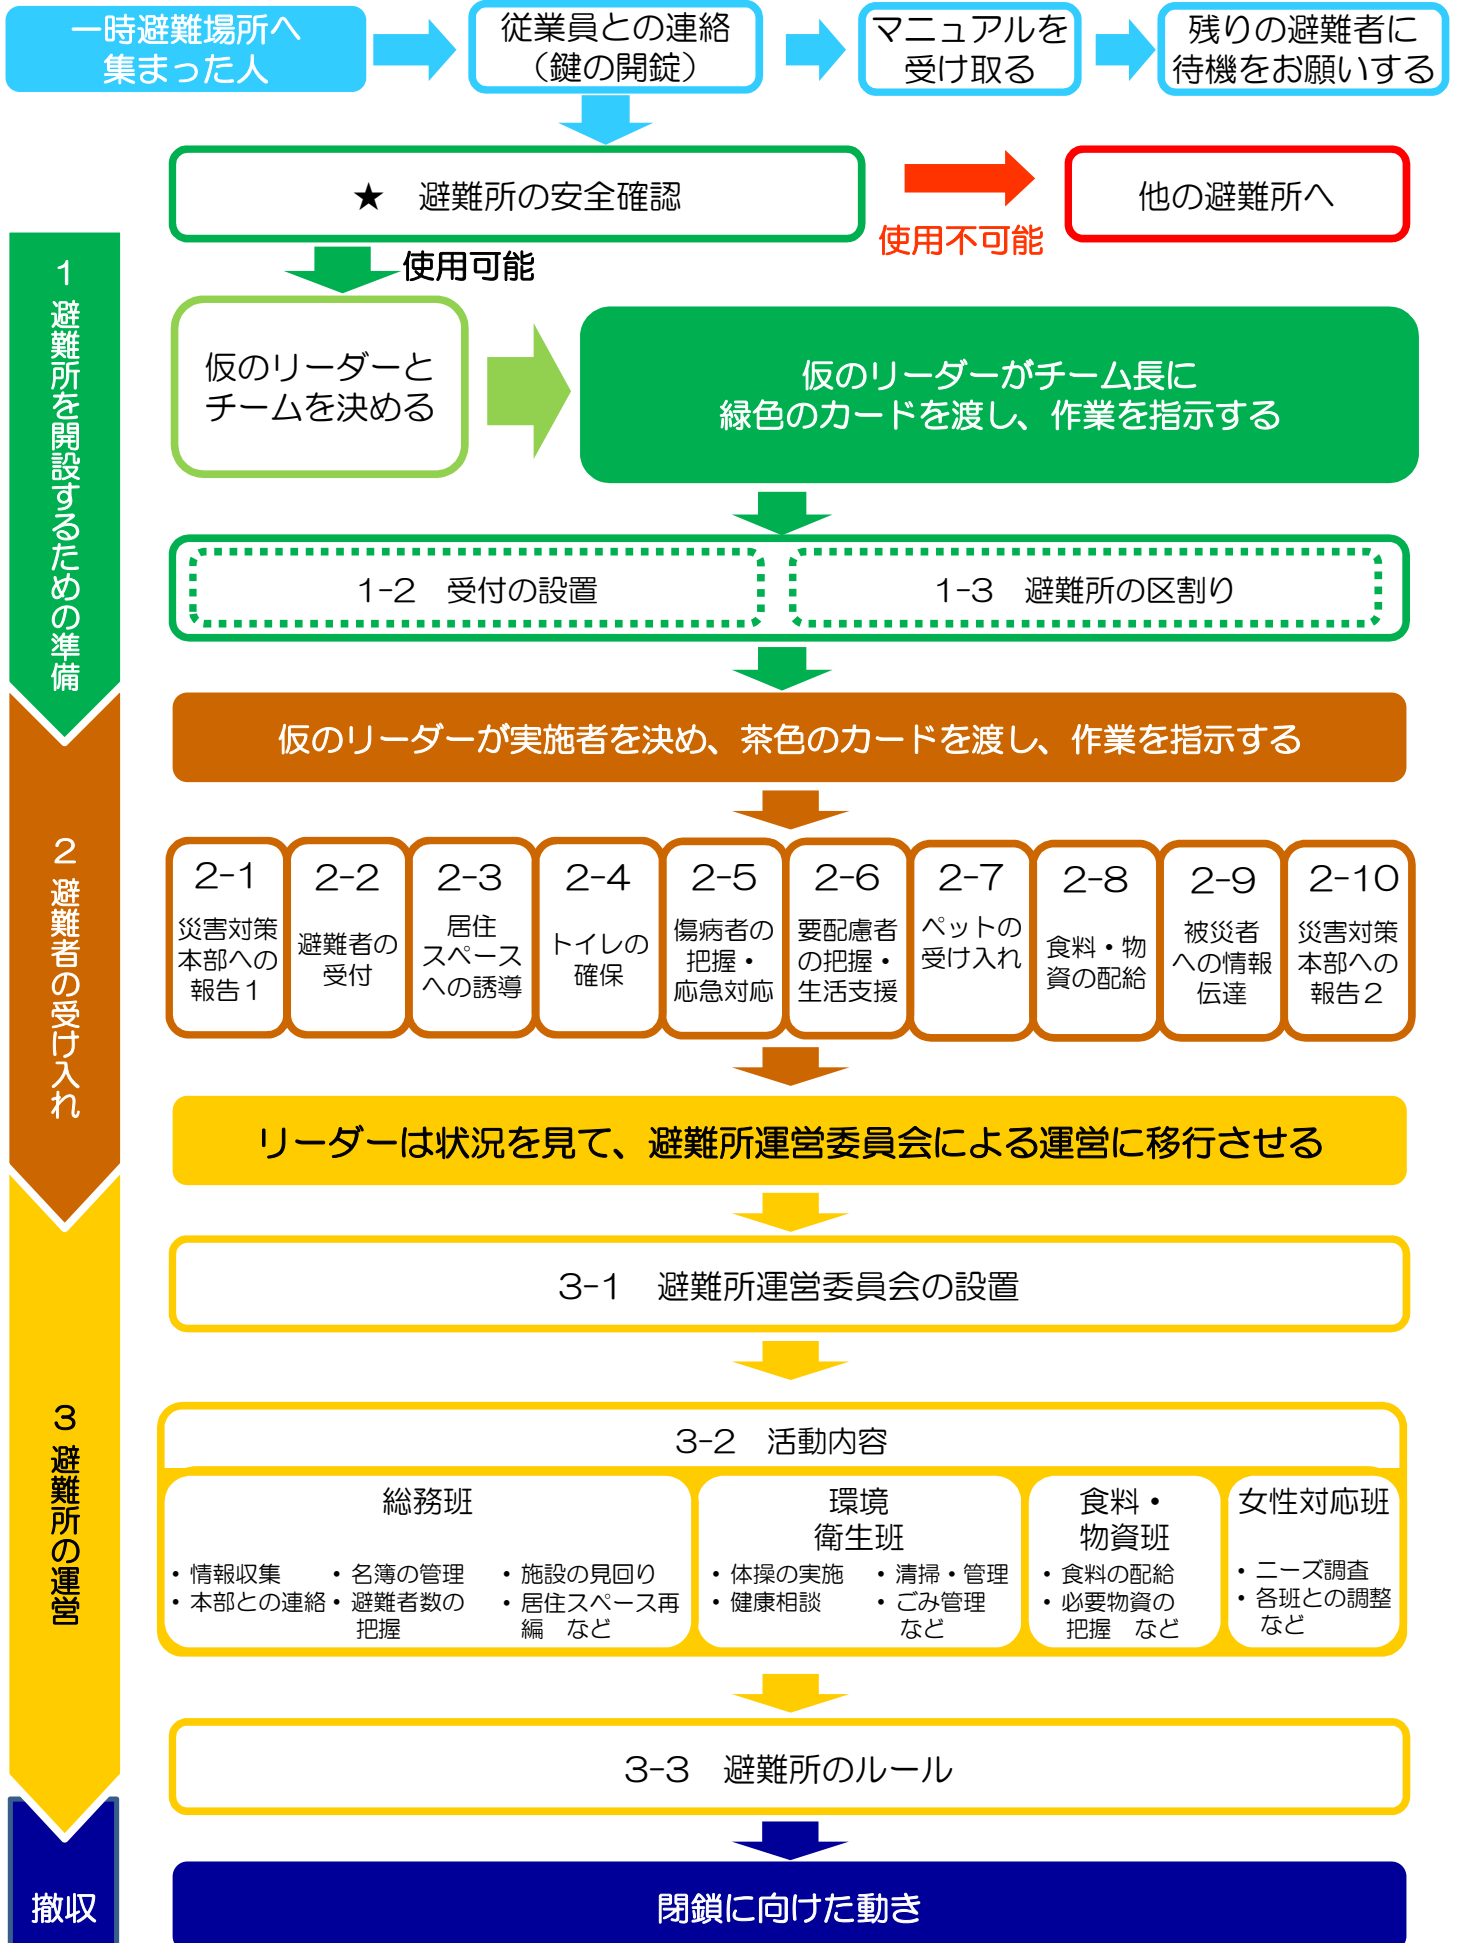 一時避難場所へ
集まった人
従業員との連絡
（鍵の開錠）
マニュアルを
受け取る
残りの避難者に
待機をお願いする
★　避難所の安全確認
使用不可能
他の避難所へ
使用可能
1 避難所を開設するための準備
仮のリーダーと
チームを決める
仮のリーダーがチーム長に
緑色のカードを渡し、作業を指示する
1-2　受付の設置
1-3　避難所の区割り
仮のリーダーが実施者を決め、茶色のカードを渡し、作業を指示する
2 避難者の受け入れ
2-1
災害対策
本部への
報告１
2-2
避難者の
受付
2-3
居住
スペース
への誘導
2-4
トイレの
確保
2-5
傷病者の
把握・
応急対応
2-6
要配慮者
の把握・
生活支援
2-7
ペットの
受け入れ
2-8
食料・物
資の配給
2-9
被災者
への情報
伝達
2-10
災害対策
本部への
報告２
リーダーは状況を見て、避難所運営委員会による運営に移行させる
3 避難所の運営
3-1　避難所運営委員会の設置
3-2　活動内容
総務班
・情報収集
・本部との連絡
・名簿の管理
・避難者数の
把握
・施設の見回り
・居住スペース再
編　など
環境
衛生班
・体操の実施
・健康相談
・清掃・管理
・ごみ管理
など
食料・
物資班
・食料の配給
・必要物資の
把握　など
女性対応班
・ニーズ調査
・各班との調整
など
3-3　避難所のルール
撤収
閉鎖に向けた動き